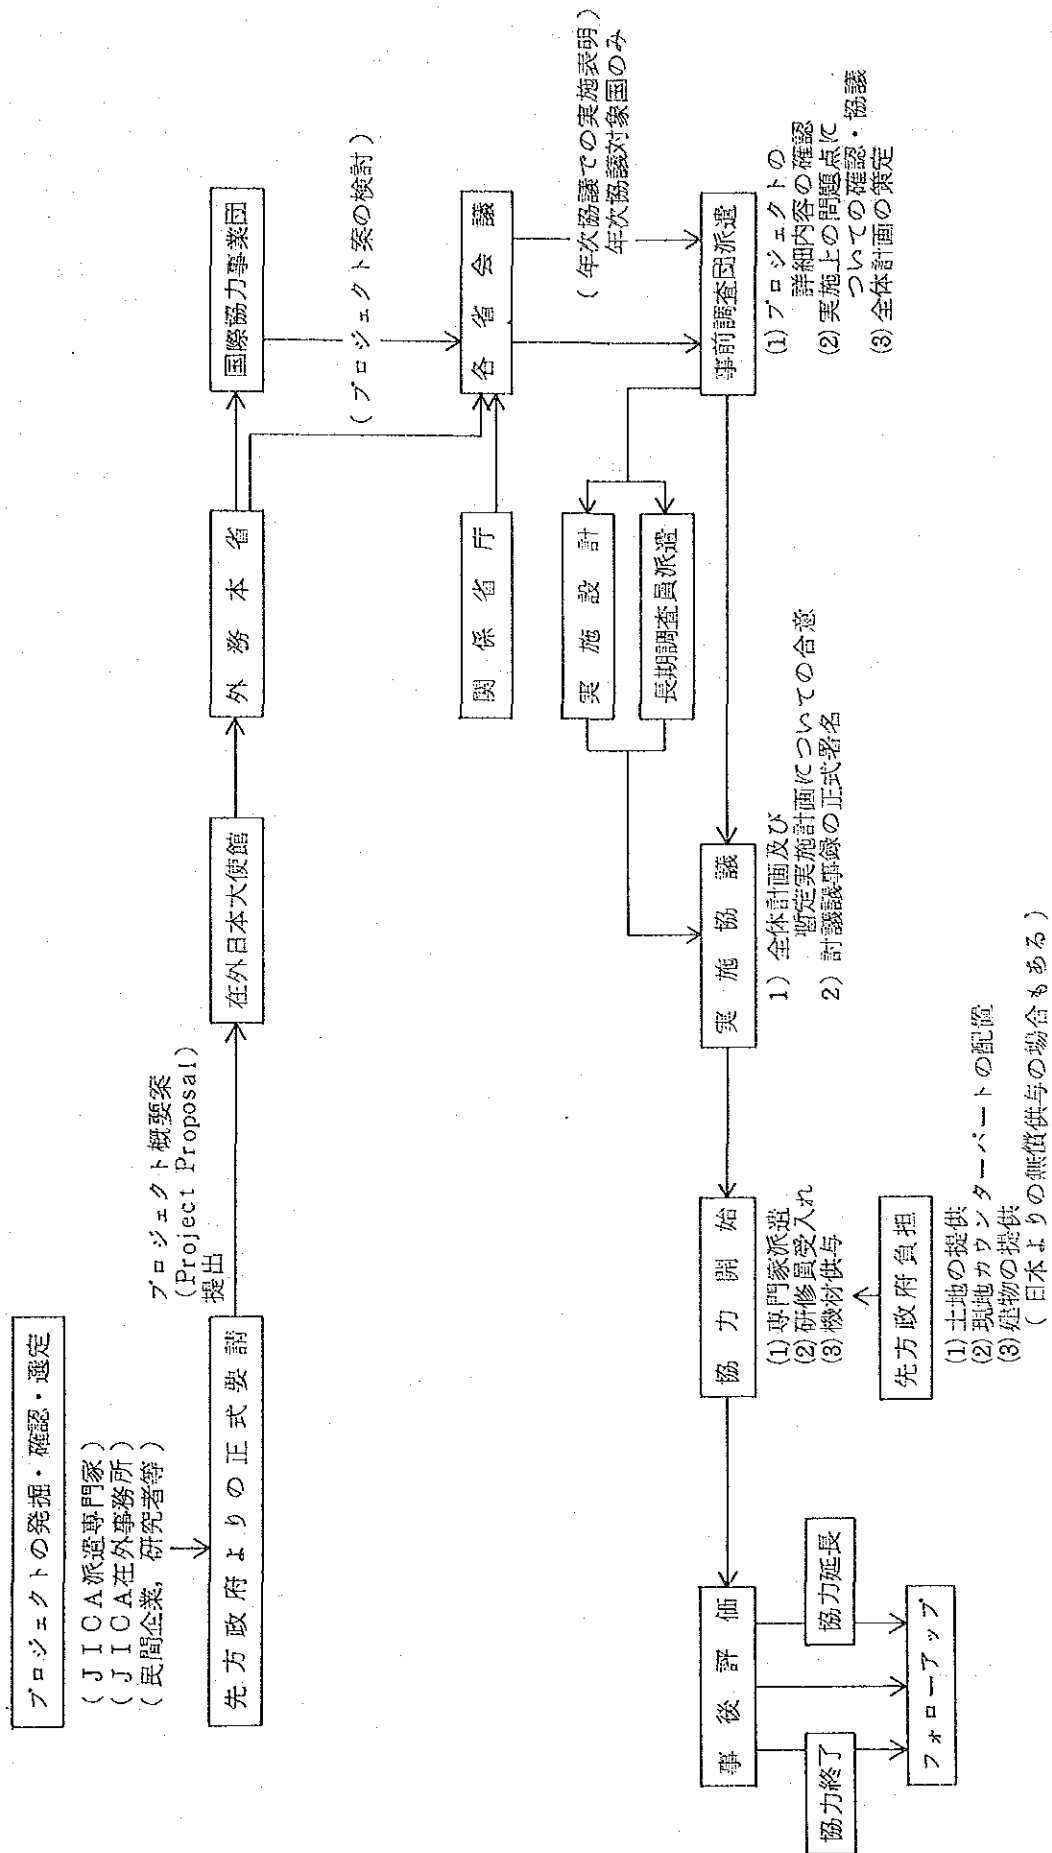 プロジェクトの発掘・確認・選定
(JICA派遣専門家)
(JICA在外事務所)
(民間企業,研究者等)
先方政府よりの正式要請
プロジェクト概要案
(Project Proposal)
提出
在外日本大使館
外務本省
国際協力事業団
(プロジェクト案の検討)
関係省庁
各省会議
(年次協議での実施表明)
年次協議対象国のみ
実施設計
長期調査員派遣
事前調査団派遣
(1) プロジェクトの
詳細内容の確認
(2) 実施上の問題点に
ついての確認・協議
(3) 全体計画の策定
実施協議
1) 全体計画及び
暫定実施計画についての合意
2) 討議議事録の正式署名
協力開始
(1) 専門家派遣
(2) 研修員受入れ
(3) 機材供与
先方政府負担
(1) 土地の提供
(2) 現地カウンターパートの配置
(3) 建物の提供
(日本よりの無償供与の場合もある)
事後評価
協力終了
協力延長
フォローアップ